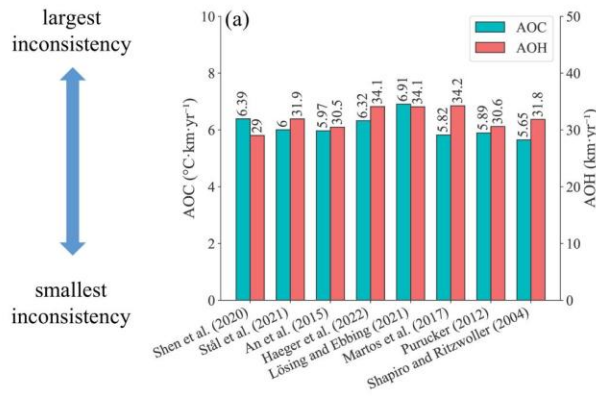 largest
inconsistency
smallest
inconsistency
(a)
AOC
AOH
AOC (°C·km·yr⁻¹)
10
8
6
4
2
0
AOH (km·yr⁻¹)
50
40
30
20
10
0
6.39
29
6
31.9
5.97
30.5
6.32
34.1
6.91
34.1
5.82
34.2
5.89
30.6
5.65
31.8
Shen et al. (2020)
Stål et al. (2021)
An et al. (2015)
Haeger et al. (2022)
Lösing and Ebbing (2021)
Martos et al. (2017)
Purucker (2012)
Shapiro and Ritzwoller (2004)